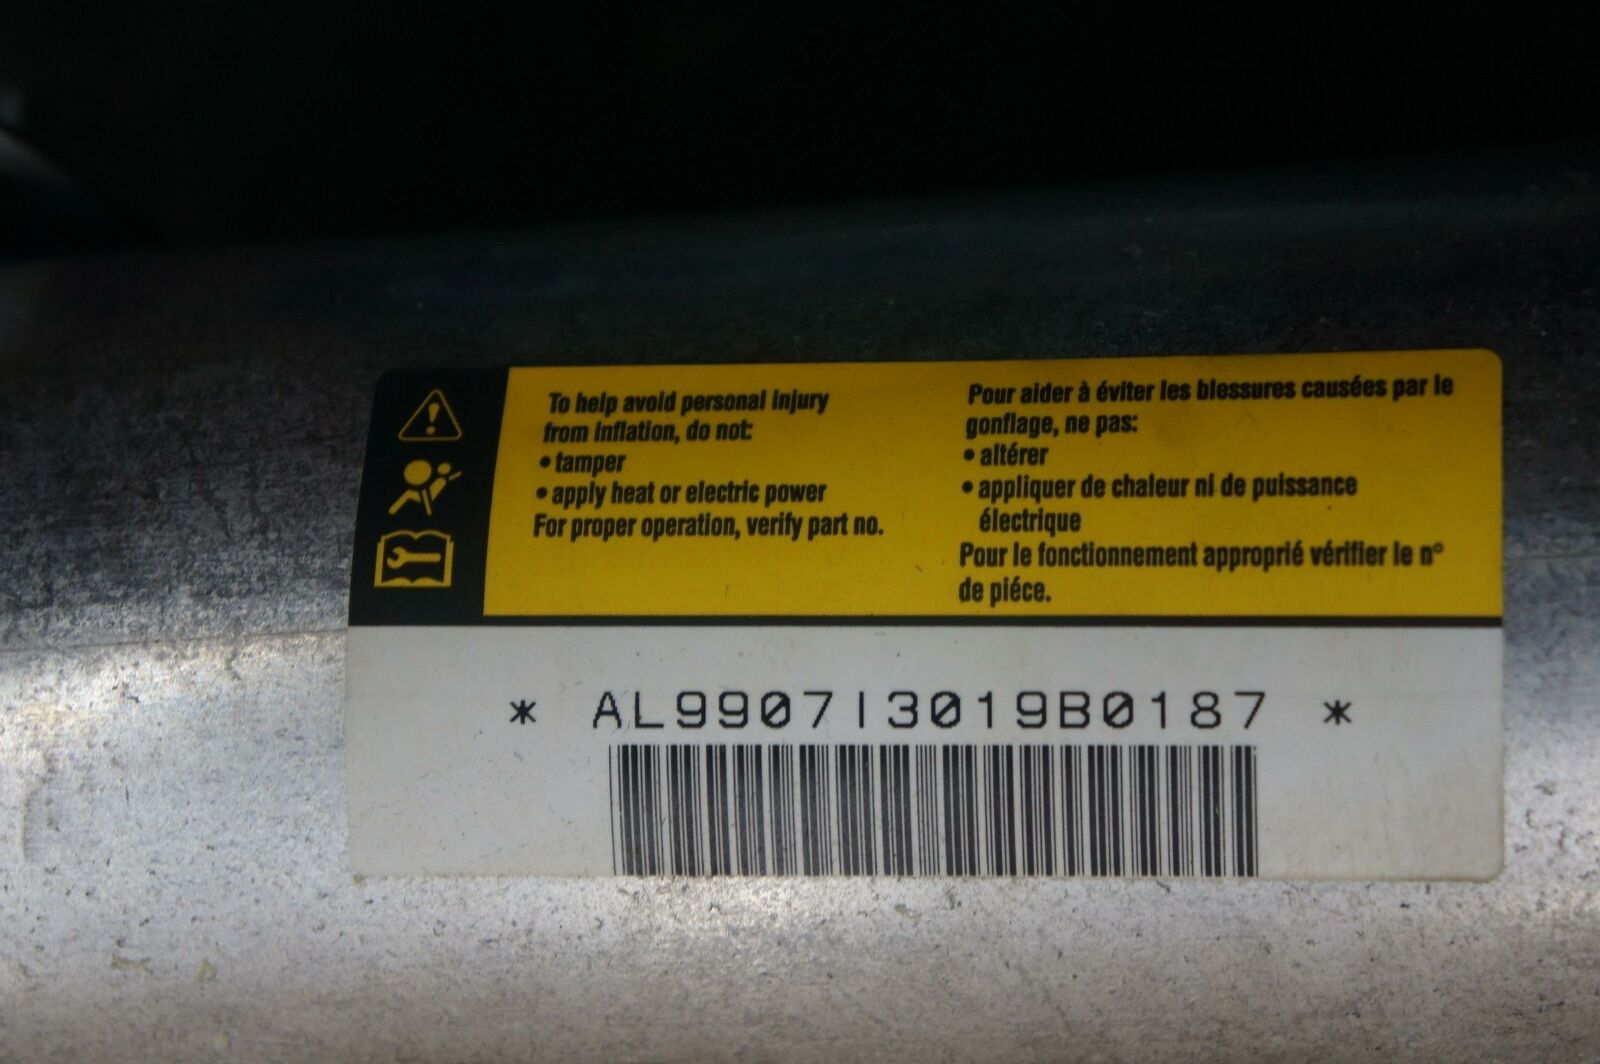 To help avoid personal injury
from inflation, do not:
• tamper
• apply heat or electric power
For proper operation, verify part no.
Pour aider à éviter les blessures causées par le
gonflage, ne pas:
• altérer
• appliquer de chaleur ni de puissance
électrique
Pour le fonctionnement approprié vérifier le n°
de piéce.
* AL990713019B0187 *